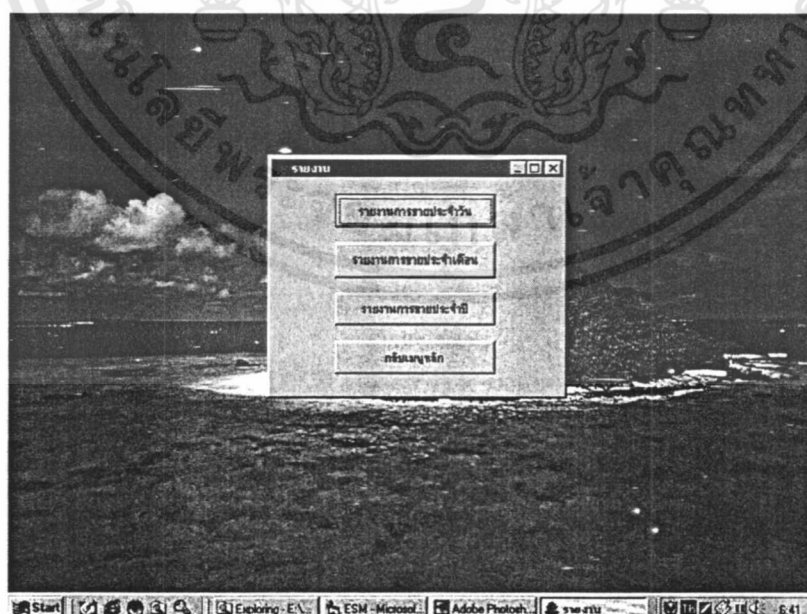 รายงาน
รายงานการขายประจำวัน
รายงานการขายประจำเดือน
รายงานการขายประจำปี
กลับเมนูหลัก
Start
Exploring - E:\...
ESM - Microsof...
Adobe Photosh...
รายงาน